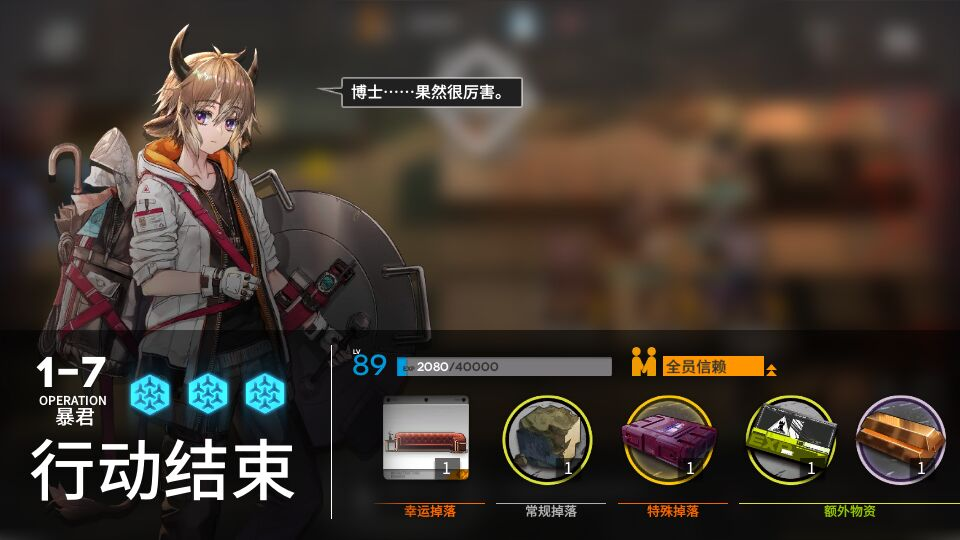 博士……果然很厉害。
1-7
OPERATION
暴君
行动结束
LV
89
EXP 2080/40000
全员信赖
1
1
1
1
1
幸运掉落
常规掉落
特殊掉落
额外物资